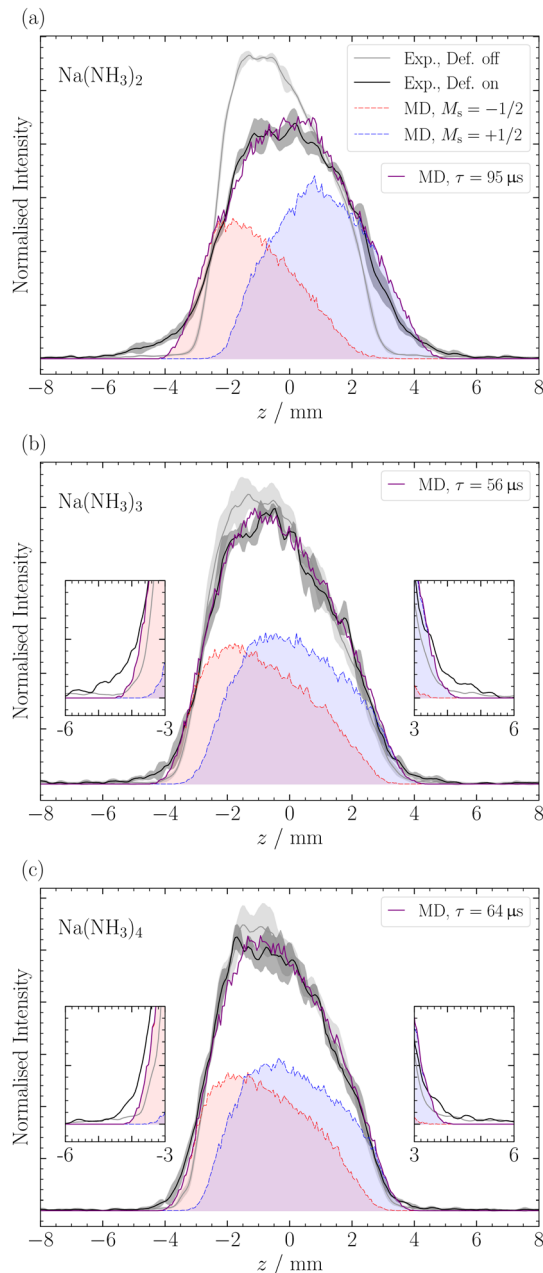 (a)
Na(NH3)2
Exp., Def. off
Exp., Def. on
MD, Ms = −1/2
MD, Ms = +1/2
MD, τ = 95 μs
Normalised Intensity
−8 −6 −4 −2 0 2 4 6 8
z / mm
(b)
Na(NH3)3
MD, τ = 56 μs
Normalised Intensity
-6 -3
3 6
−8 −6 −4 −2 0 2 4 6 8
z / mm
(c)
Na(NH3)4
MD, τ = 64 μs
Normalised Intensity
-6 -3
3 6
−8 −6 −4 −2 0 2 4 6 8
z / mm